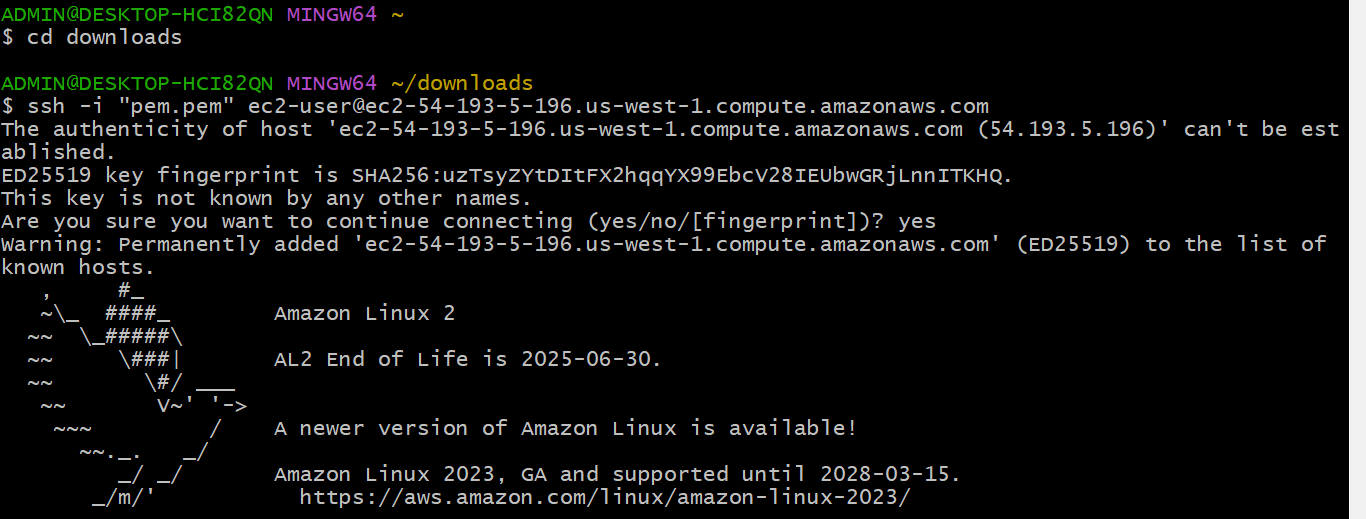 ADMIN@DESKTOP-HCI82QN MINGW64 ~
$ cd downloads

ADMIN@DESKTOP-HCI82QN MINGW64 ~/downloads
$ ssh -i "pem.pem" ec2-user@ec2-54-193-5-196.us-west-1.compute.amazonaws.com
The authenticity of host 'ec2-54-193-5-196.us-west-1.compute.amazonaws.com (54.193.5.196)' can't be est
ablished.
ED25519 key fingerprint is SHA256:uzTsyZYtDItFX2hqqYX99EbcV28IEUbwGRjLnnITKHQ.
This key is not known by any other names.
Are you sure you want to continue connecting (yes/no/[fingerprint])? yes
Warning: Permanently added 'ec2-54-193-5-196.us-west-1.compute.amazonaws.com' (ED25519) to the list of
known hosts.
   ,     #_
   ~\_  ####_        Amazon Linux 2
  ~~  \_#####\
  ~~     \###|       AL2 End of Life is 2025-06-30.
  ~~       \#/ ___
   ~~       V~' '->
    ~~~         /    A newer version of Amazon Linux is available!
      ~~._.   _/
         _/ _/       Amazon Linux 2023, GA and supported until 2028-03-15.
       _/m/'           https://aws.amazon.com/linux/amazon-linux-2023/